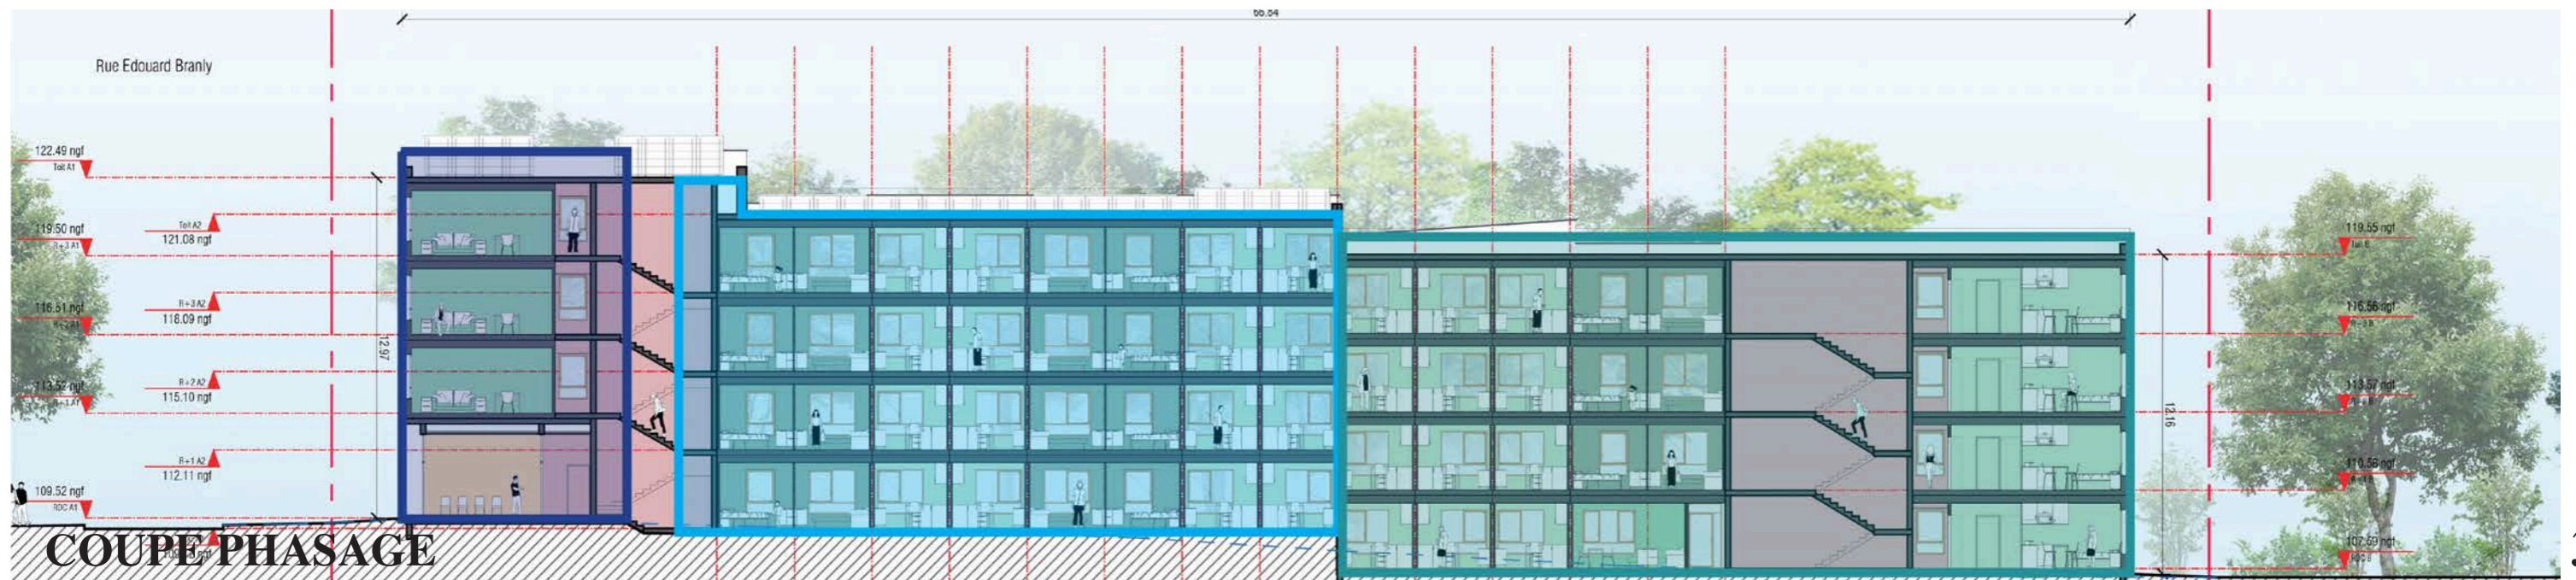 66.84
Rue Edouard Branly
122.49 ngf
Toit A1
Toit A2
121.08 ngf
119.50 ngf
R+3 A1
R+3 A2
118.09 ngf
116.51 ngf
R+2 A1
12.97
R+2 A2
115.10 ngf
113.52 ngf
R+1 A1
R+1 A2
112.11 ngf
109.52 ngf
RDC A1
COUPE PHASAGE
119.55 ngf
Toit B
116.56 ngf
113.57 ngf
12.16
110.58 ngf
107.59 ngf
RDC B